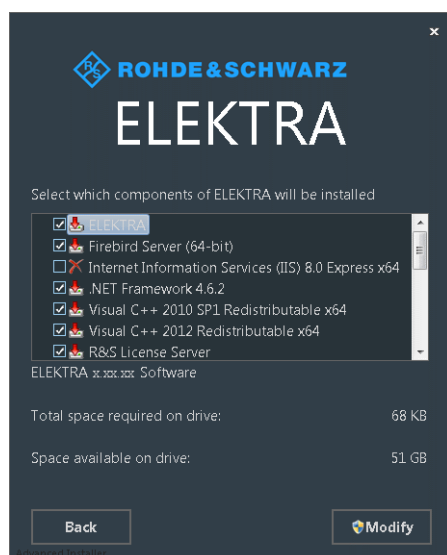 x
R&S
ROHDE&SCHWARZ
ELEKTRA
Select which components of ELEKTRA will be installed
ELEKTRA
Firebird Server (64-bit)
Internet Information Services (IIS) 8.0 Express x64
.NET Framework 4.6.2
Visual C++ 2010 SP1 Redistributable x64
Visual C++ 2012 Redistributable x64
R&S License Server
ELEKTRA x.xx.xx Software
Total space required on drive: 68 KB
Space available on drive: 51 GB
Back Modify
Advanced Installer